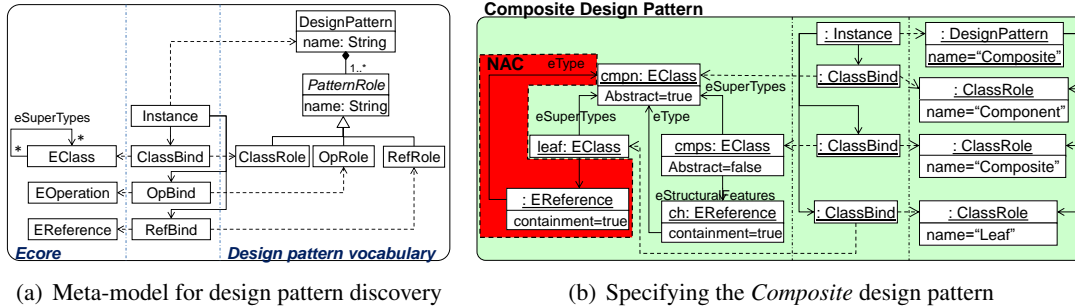 DesignPattern
name: String
1..*
PatternRole
name: String
eSuperTypes
*
*
Instance
EClass
ClassBind
ClassRole
OpRole
RefRole
EOperation
OpBind
EReference
RefBind
Ecore
Design pattern vocabulary
(a) Meta-model for design pattern discovery
Composite Design Pattern
NAC
eType
cmpn: EClass
Abstract=true
eSuperTypes
eSuperTypes
eType
leaf: EClass
cmps: EClass
Abstract=false
: EReference
containment=true
eStructuralFeatures
ch: EReference
containment=true
: Instance
: DesignPattern
name="Composite"
: ClassBind
: ClassRole
name="Component"
: ClassBind
: ClassRole
name="Composite"
: ClassBind
: ClassRole
name="Leaf"
(b) Specifying the Composite design pattern